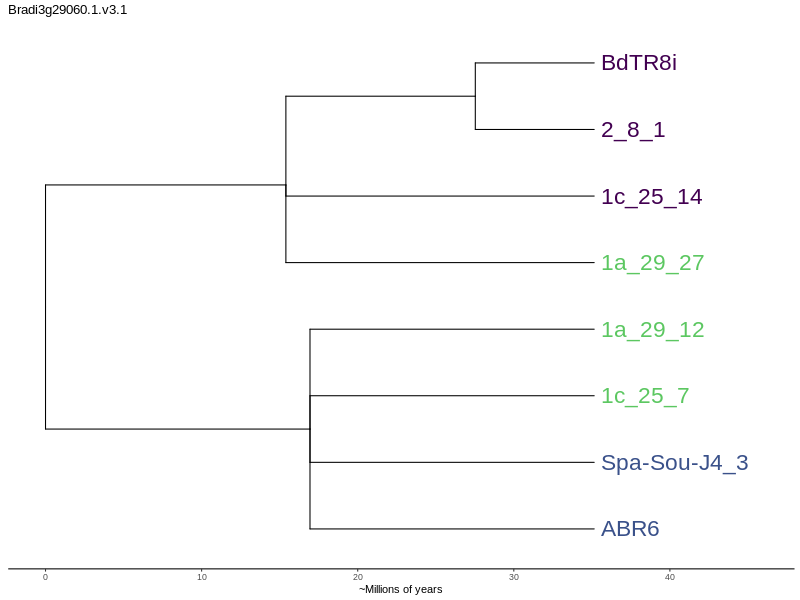 Bradi3g29060.1.v3.1
BdTR8i
2_8_1
1c_25_14
1a_29_27
1a_29_12
1c_25_7
Spa-Sou-J4_3
ABR6
0 10 20 30 40
~Millions of years